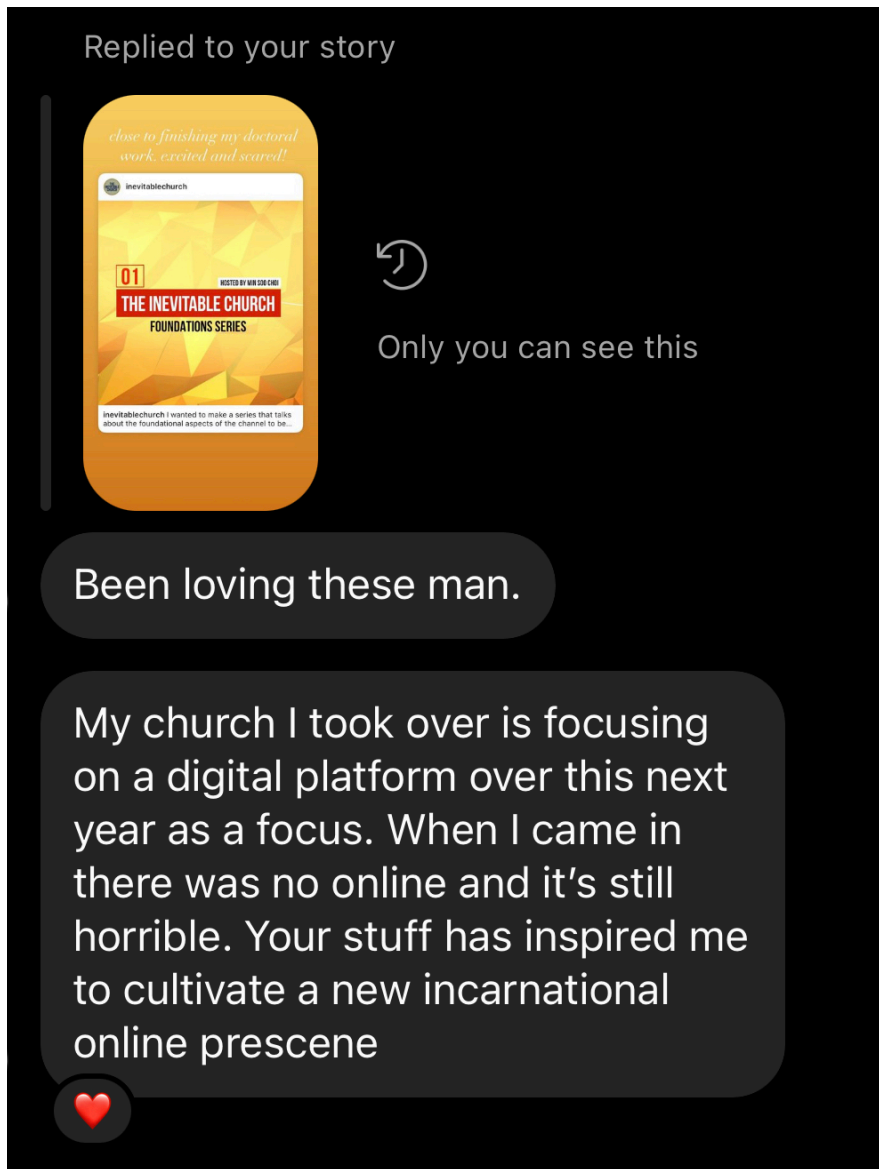 Replied to your story
close to finishing my doctoral
work, excited and scared!
inevitablechurch
01
HOSTED BY MIN SOO CHOI
THE INEVITABLE CHURCH
FOUNDATIONS SERIES
inevitablechurch I wanted to make a series that talks
about the foundational aspects of the channel to be...
Only you can see this
Been loving these man.
My church I took over is focusing
on a digital platform over this next
year as a focus. When I came in
there was no online and it’s still
horrible. Your stuff has inspired me
to cultivate a new incarnational
online prescene